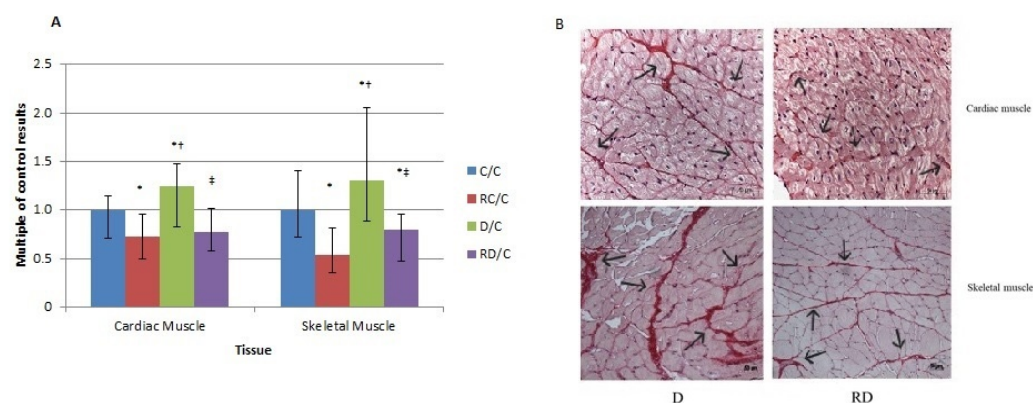 A
Multiple of control results
2.5
2.0
1.5
1.0
0.5
0
*
*†
‡
*
*†
*‡
Cardiac Muscle
Skeletal Muscle
Tissue
C/C
RC/C
D/C
RD/C
B
Cardiac muscle
Skeletal muscle
D
RD